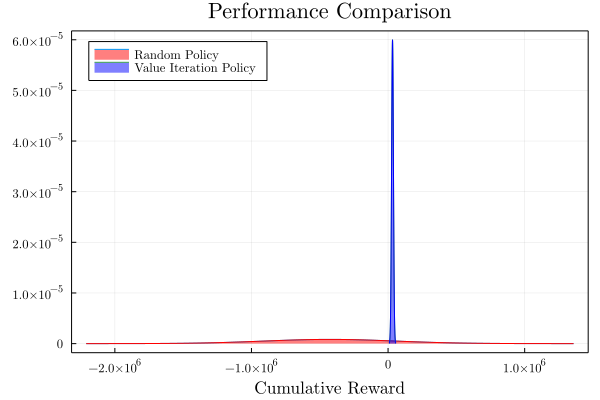 Performance Comparison
Random Policy
Value Iteration Policy
6.0×10⁻⁵
5.0×10⁻⁵
4.0×10⁻⁵
3.0×10⁻⁵
2.0×10⁻⁵
1.0×10⁻⁵
0
−2.0×10⁶ −1.0×10⁶ 0 1.0×10⁶
Cumulative Reward